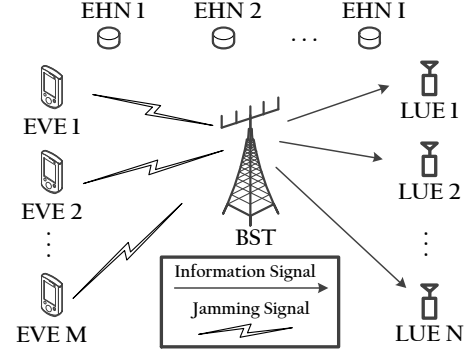 EHN 1 EHN 2 EHN I
. . .
EVE 1 LUE 1
EVE 2 LUE 2
BST
Information Signal
Jamming Signal
EVE M LUE N